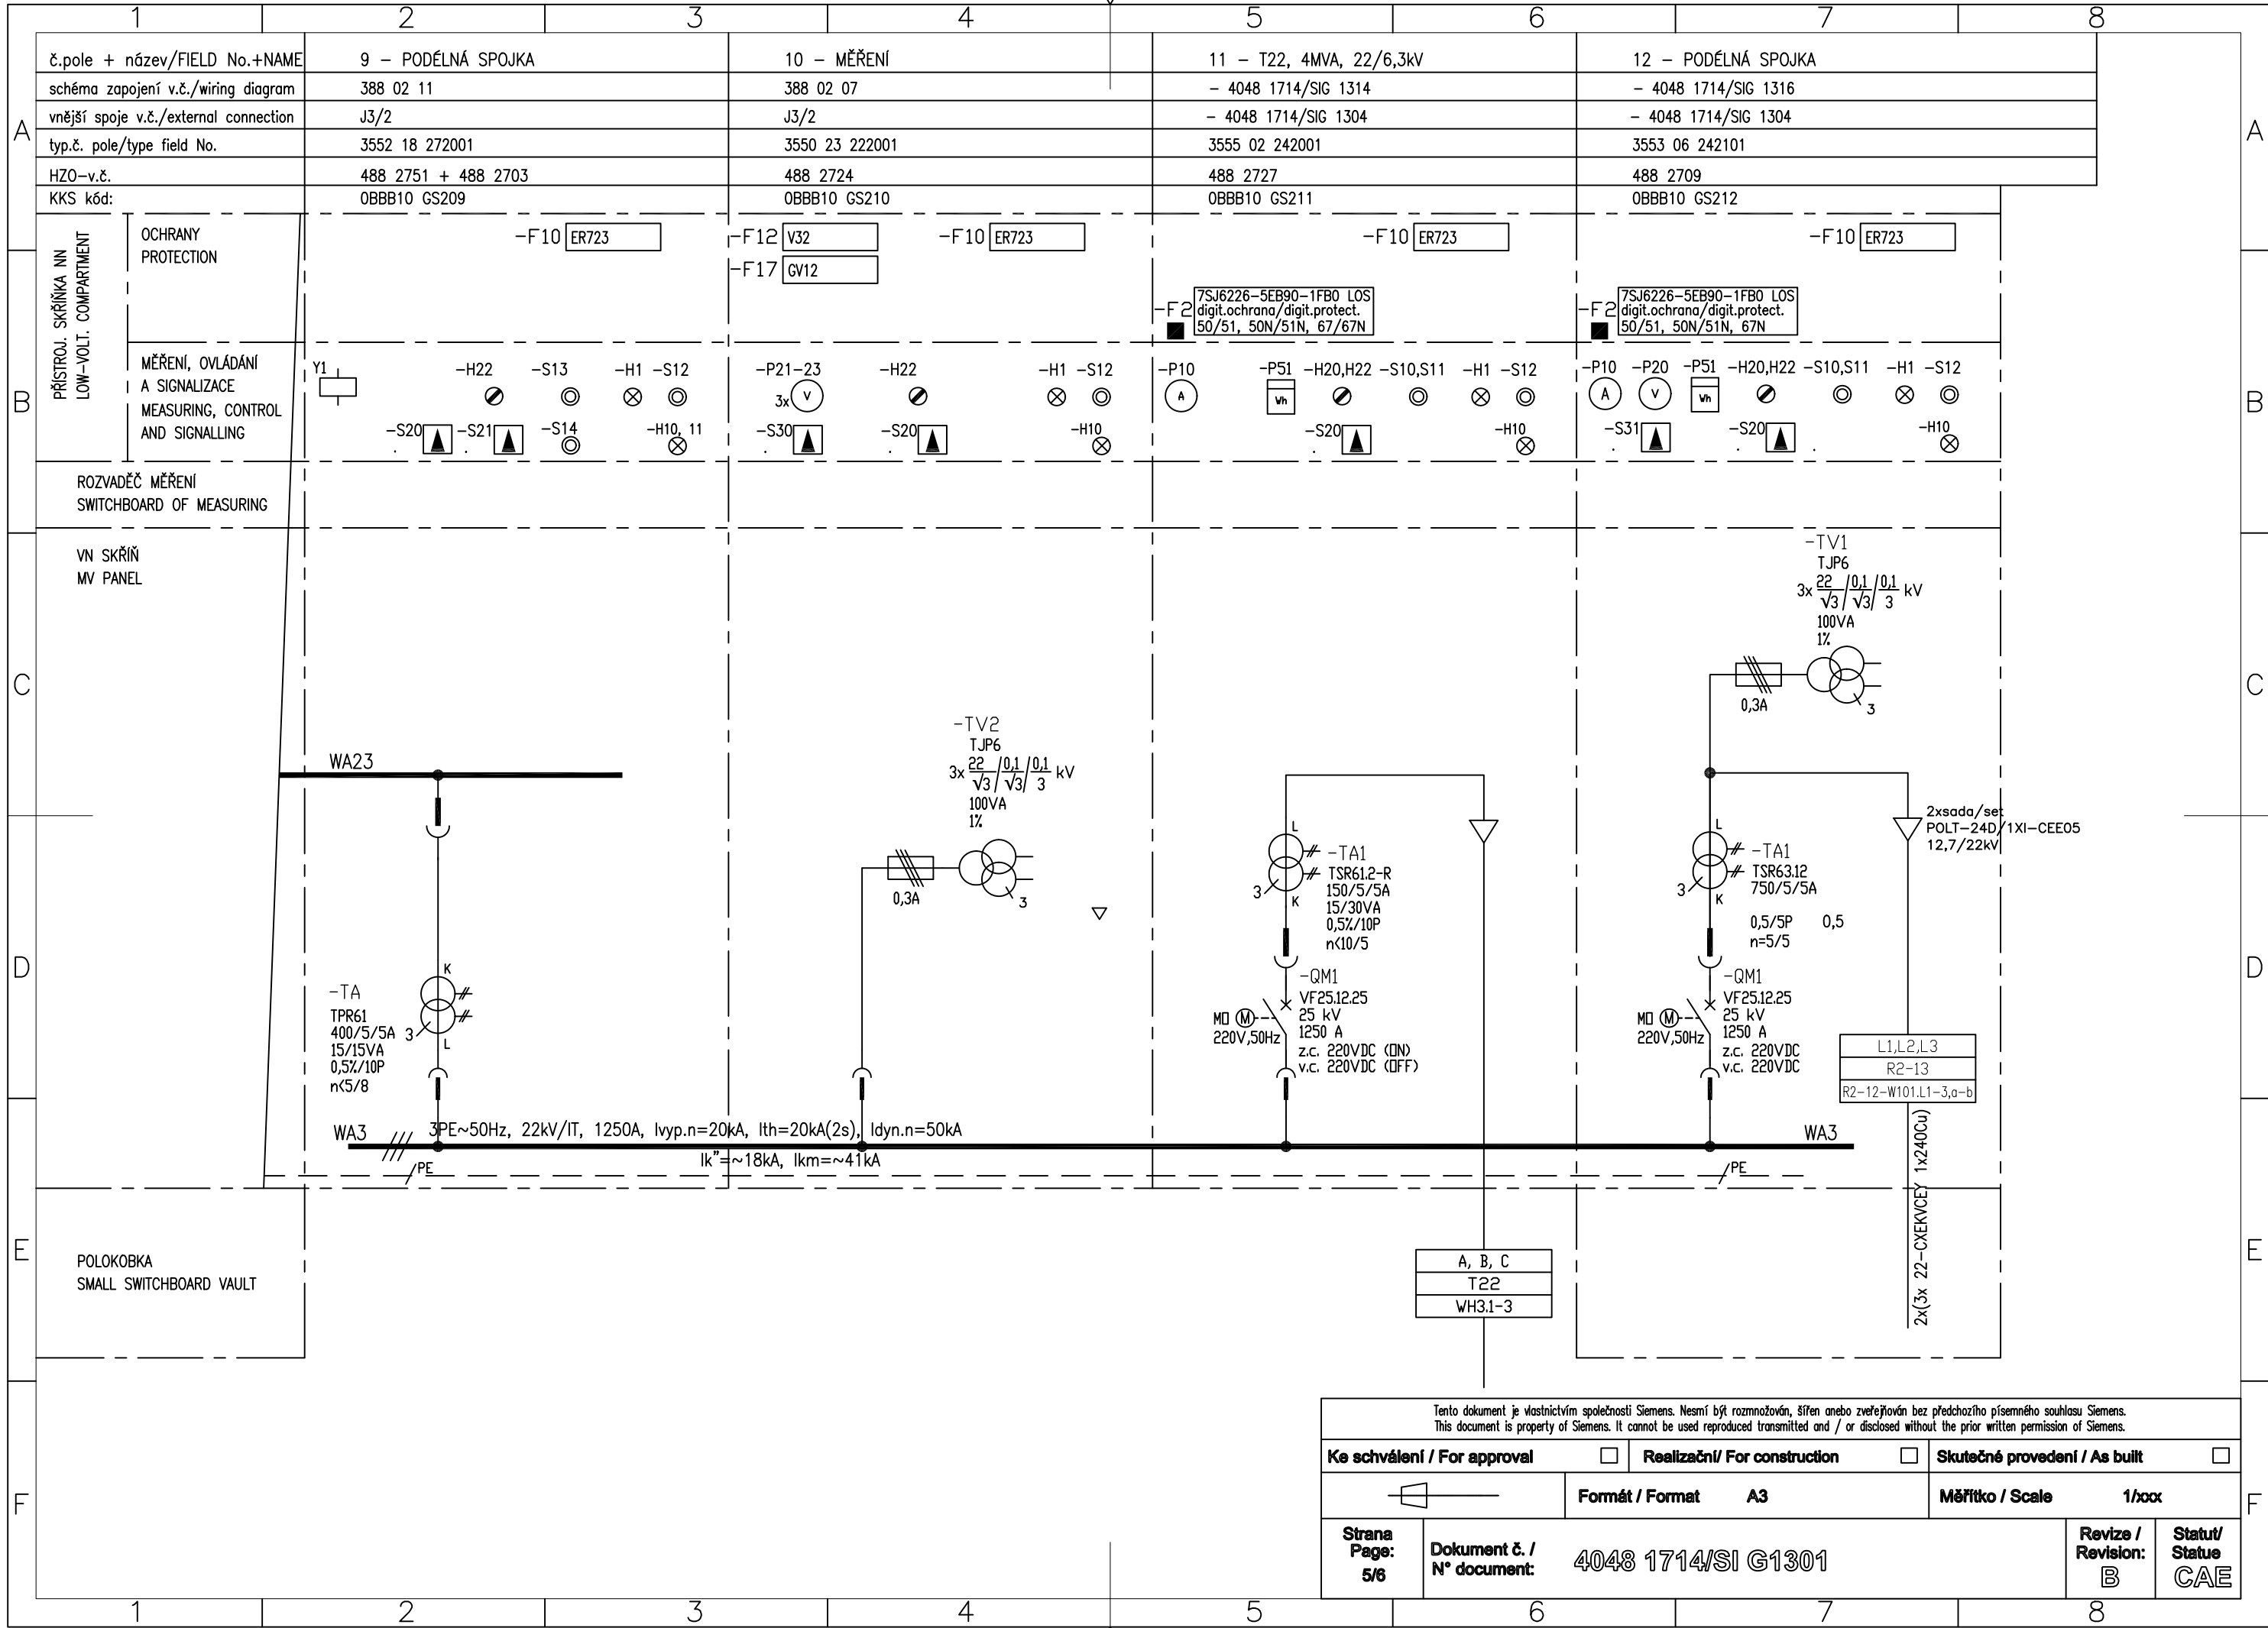 1 2 3 4 5 6 7 8
č.pole + název/FIELD No.+NAME 9 – PODÉLNÁ SPOJKA 10 – MĚŘENÍ 11 – T22, 4MVA, 22/6,3kV 12 – PODÉLNÁ SPOJKA
schéma zapojení v.č./wiring diagram 388 02 11 388 02 07 – 4048 1714/SIG 1314 – 4048 1714/SIG 1316
vnější spoje v.č./external connection J3/2 J3/2 – 4048 1714/SIG 1304 – 4048 1714/SIG 1304
typ.č. pole/type field No. 3552 18 272001 3550 23 222001 3555 02 242001 3553 06 242101
HZO–v.č. 488 2751 + 488 2703 488 2724 488 2727 488 2709
KKS kód: 0BBB10 GS209 0BBB10 GS210 0BBB10 GS211 0BBB10 GS212
A A
B B
C C
D D
E E
F F
PŘÍSTROJ. SKŘÍŇKA NN
LOW–VOLT. COMPARTMENT
OCHRANY
PROTECTION
–F10 ER723
–F12 V32
–F17 GV12
–F10 ER723
–F10 ER723
–F2
7SJ6226–5EB90–1FB0 LOS
digit.ochrana/digit.protect.
50/51, 50N/51N, 67/67N
–F10 ER723
–F2
7SJ6226–5EB90–1FB0 LOS
digit.ochrana/digit.protect.
50/51, 50N/51N, 67N
MĚŘENÍ, OVLÁDÁNÍ
A SIGNALIZACE
MEASURING, CONTROL
AND SIGNALLING
Y1 –H22 –S13 –H1 –S12
–S20 –S21 –S14 –H10, 11
–P21–23 –H22 –H1 –S12
3x V
–S30 –S20 –H10
–P10 –P51 –H20,H22 –S10,S11 –H1 –S12
A Wh
–S20 –H10
–P10 –P20 –P51 –H20,H22 –S10,S11 –H1 –S12
A V Wh
–S31 –S20 –H10
ROZVADĚČ MĚŘENÍ
SWITCHBOARD OF MEASURING
VN SKŘÍŇ
MV PANEL
WA23
–TA
TPR61
400/5/5A
15/15VA
0,5%/10P
n<5/8
3
K
L
–TV2
TJP6
3x 22/√3 / 0,1/√3 / 0,1/3 kV
100VA
1%
0,3A
3
L
–TA1
TSR61.2–R
150/5/5A
15/30VA
0,5%/10P
n<10/5
3
K
–QM1
VF25.12.25
25 kV
1250 A
z.c. 220VDC (ON)
v.c. 220VDC (OFF)
MO M
220V,50Hz
–TV1
TJP6
3x 22/√3 / 0,1/√3 / 0,1/3 kV
100VA
1%
0,3A
3
2xsada/set
POLT–24D/1XI–CEE05
12,7/22kV
L
–TA1
TSR63.12
750/5/5A
0,5/5P 0,5
n=5/5
3
K
–QM1
VF25.12.25
25 kV
1250 A
z.c. 220VDC
v.c. 220VDC
MO M
220V,50Hz
L1,L2,L3
R2–13
R2–12–W101.L1–3,a–b
2x(3x 22–CXEKVCEY 1x240Cu)
WA3 3PE~50Hz, 22kV/IT, 1250A, Ivyp.n=20kA, Ith=20kA(2s), Idyn.n=50kA WA3
Ik"=~18kA, Ikm=~41kA
PE PE
POLOKOBKA
SMALL SWITCHBOARD VAULT
A, B, C
T22
WH3.1–3
Tento dokument je vlastnictvím společnosti Siemens. Nesmí být rozmnožován, šířen anebo zveřejňován bez předchozího písemného souhlasu Siemens.
This document is property of Siemens. It cannot be used reproduced transmitted and / or disclosed without the prior written permission of Siemens.
Ke schválení / For approval Realizační/ For construction Skutečné provedení / As built
Formát / Format A3 Měřítko / Scale 1/xxx
Strana
Page:
5/6
Dokument č. /
N° document:
4048 1714/SI G1301
Revize /
Revision:
B
Statut/
Statue
CAE
1 2 3 4 5 6 7 8